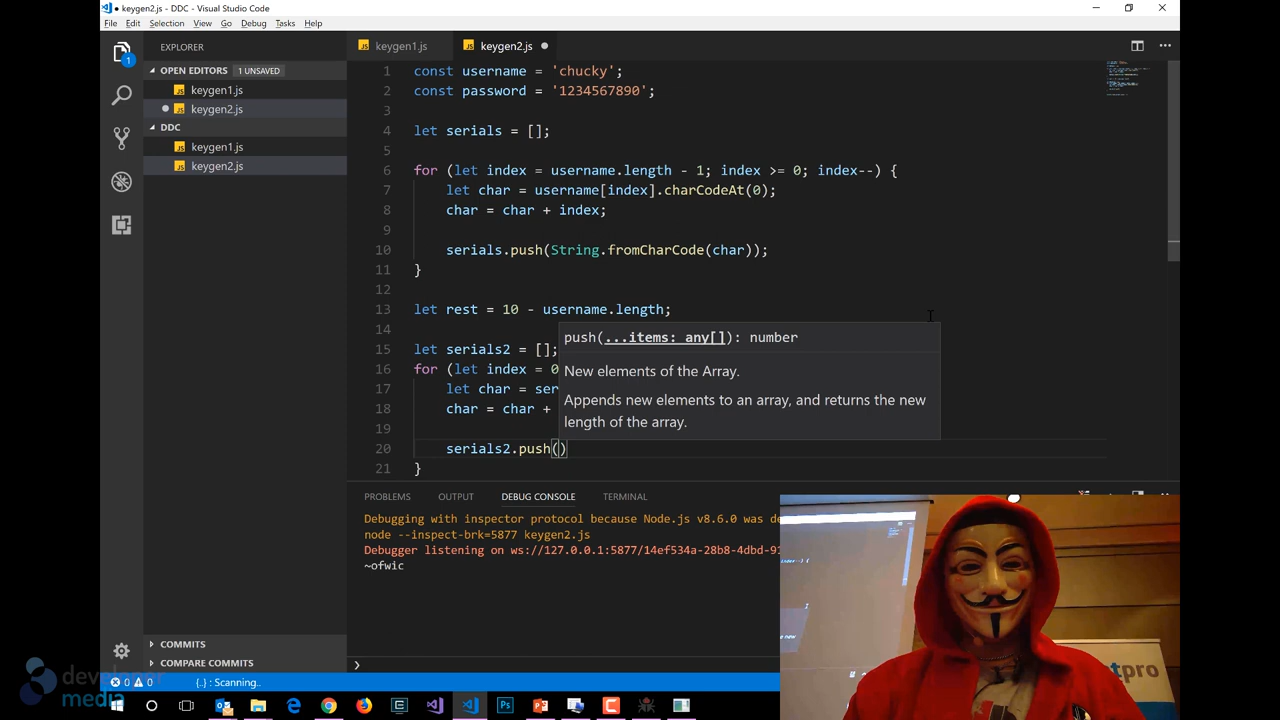 keygen2.js - DDC - Visual Studio Code
File Edit Selection View Go Debug Tasks Help
EXPLORER
OPEN EDITORS 1 UNSAVED
keygen1.js
keygen2.js
DDC
keygen1.js
keygen2.js
COMMITS
COMPARE COMMITS
1
keygen1.js keygen2.js
1 const username = 'chucky';
2 const password = '1234567890';
3
4 let serials = [];
5
6 for (let index = username.length - 1; index >= 0; index--) {
7 let char = username[index].charCodeAt(0);
8 char = char + index;
9
10 serials.push(String.fromCharCode(char));
11 }
12
13 let rest = 10 - username.length;
14
15 let serials2 = [];
16 for (let index = 0
17 let char = ser
18 char = char +
19
20 serials2.push()
21 }
push(...items: any[]): number
New elements of the Array.
Appends new elements to an array, and returns the new
length of the array.
PROBLEMS OUTPUT DEBUG CONSOLE TERMINAL
Debugging with inspector protocol because Node.js v8.6.0 was de
node --inspect-brk=5877 keygen2.js
Debugger listening on ws://127.0.0.1:5877/14ef534a-28b8-4dbd-91
~ofwic
0 0 {..} : Scanning..
developer
media